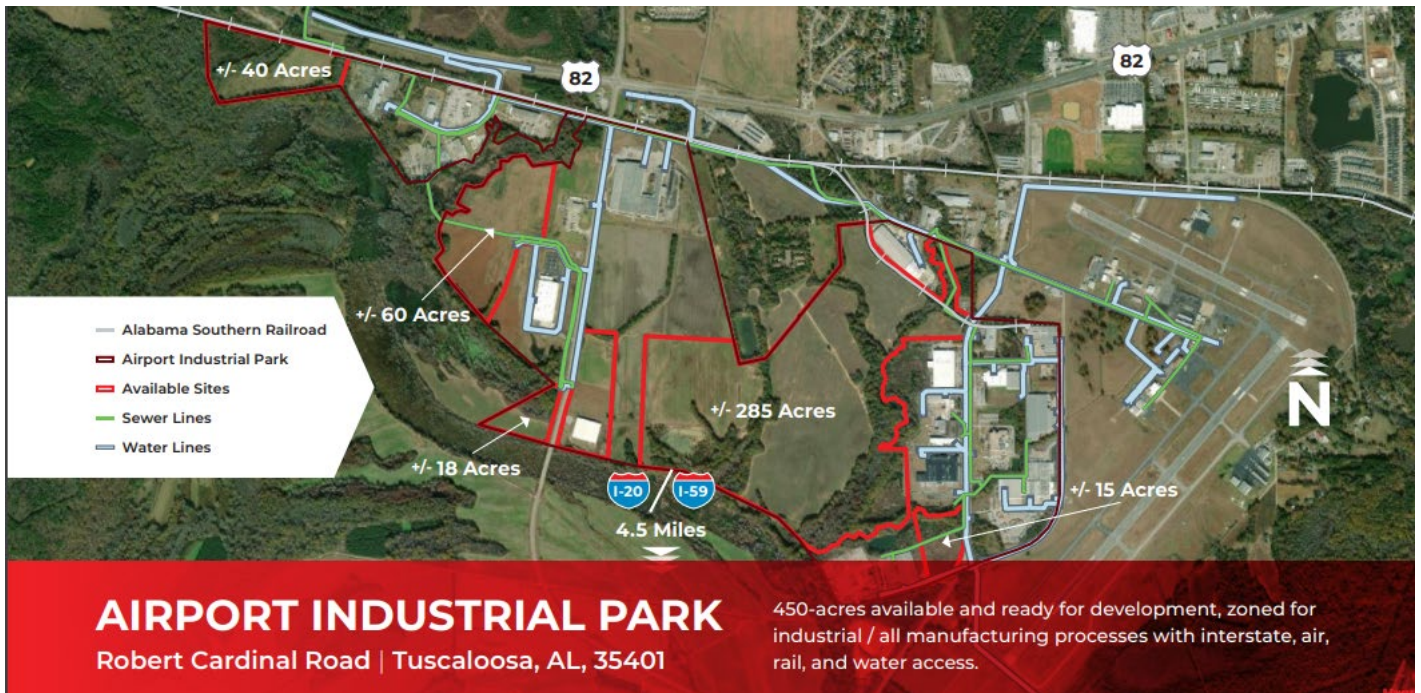 82
82
+/- 40 Acres
+/- 60 Acres
Alabama Southern Railroad
Airport Industrial Park
Available Sites
Sewer Lines
Water Lines
+/- 285 Acres
+/- 18 Acres
I-20
I-59
4.5 Miles
+/- 15 Acres
N
AIRPORT INDUSTRIAL PARK
Robert Cardinal Road | Tuscaloosa, AL, 35401
450-acres available and ready for development, zoned for
industrial / all manufacturing processes with interstate, air,
rail, and water access.